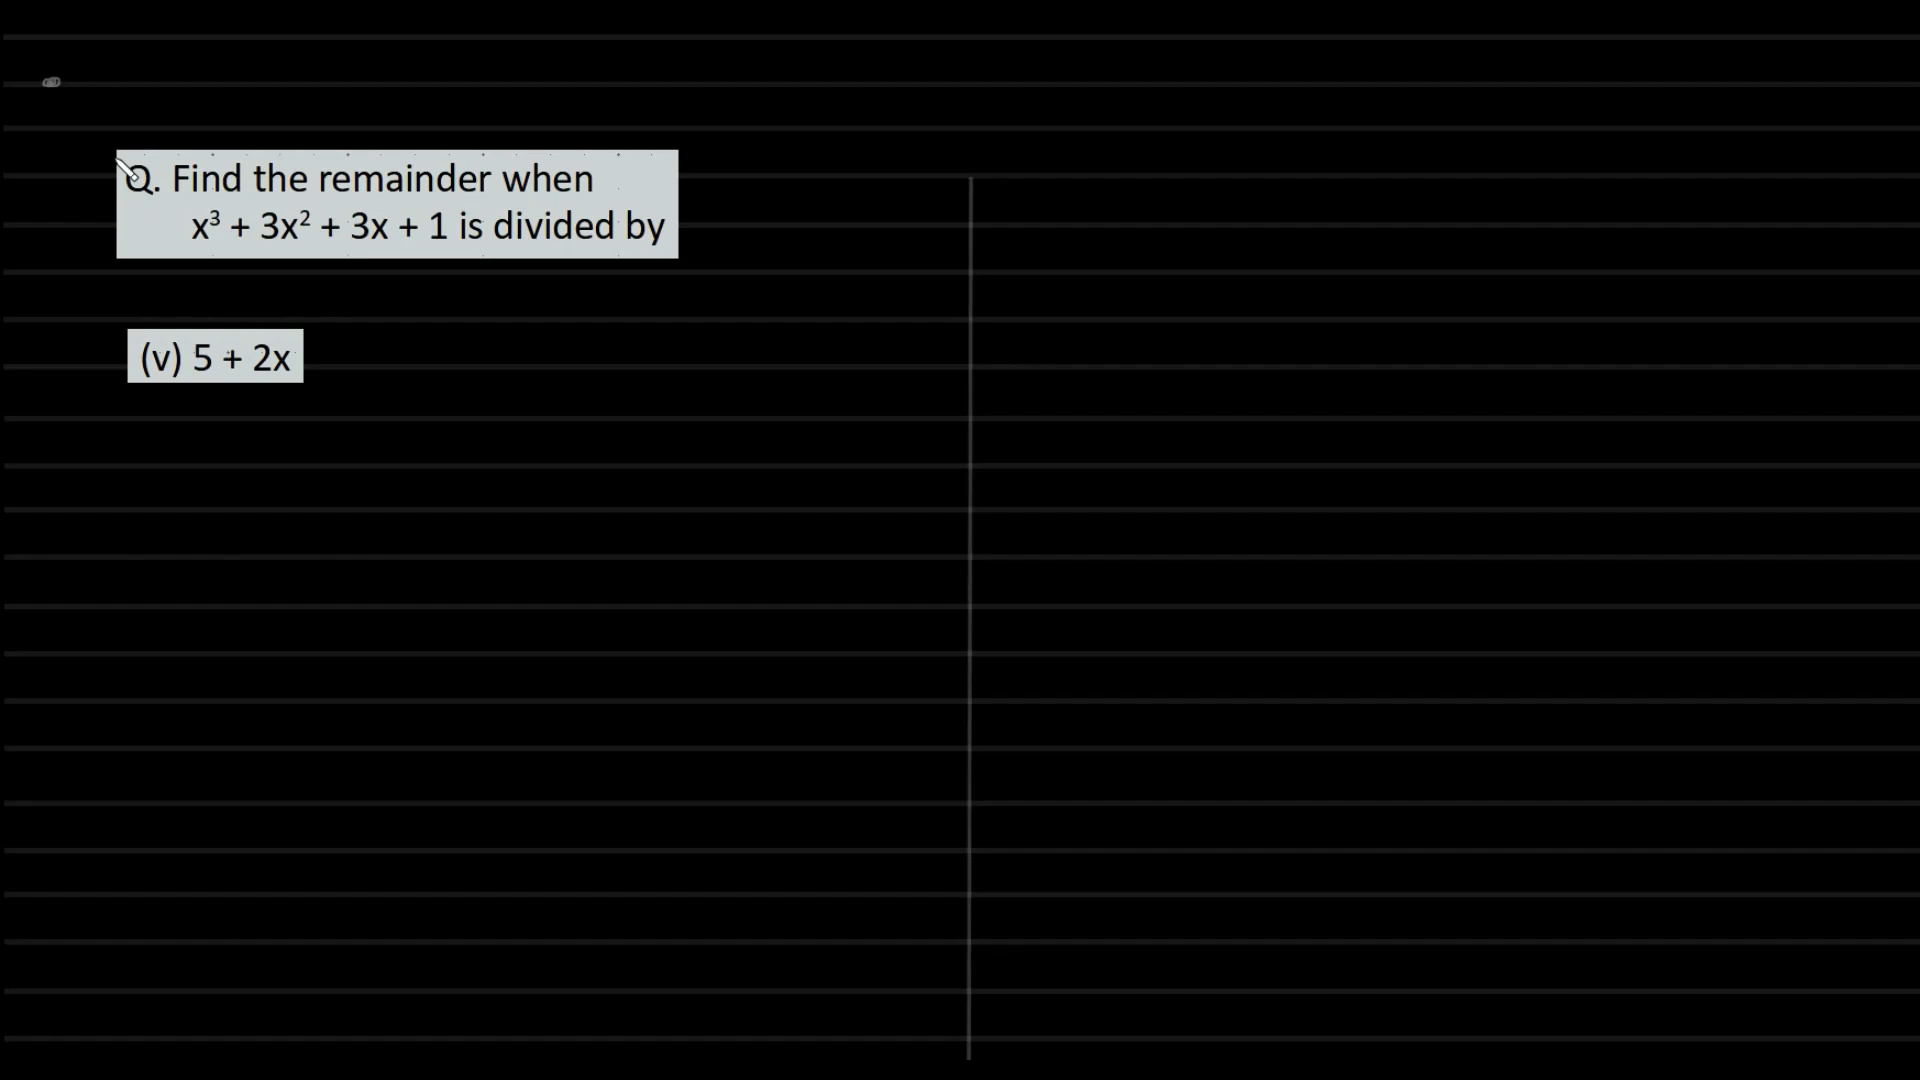 Q. Find the remainder when
x³ + 3x² + 3x + 1 is divided by
(v) 5 + 2x